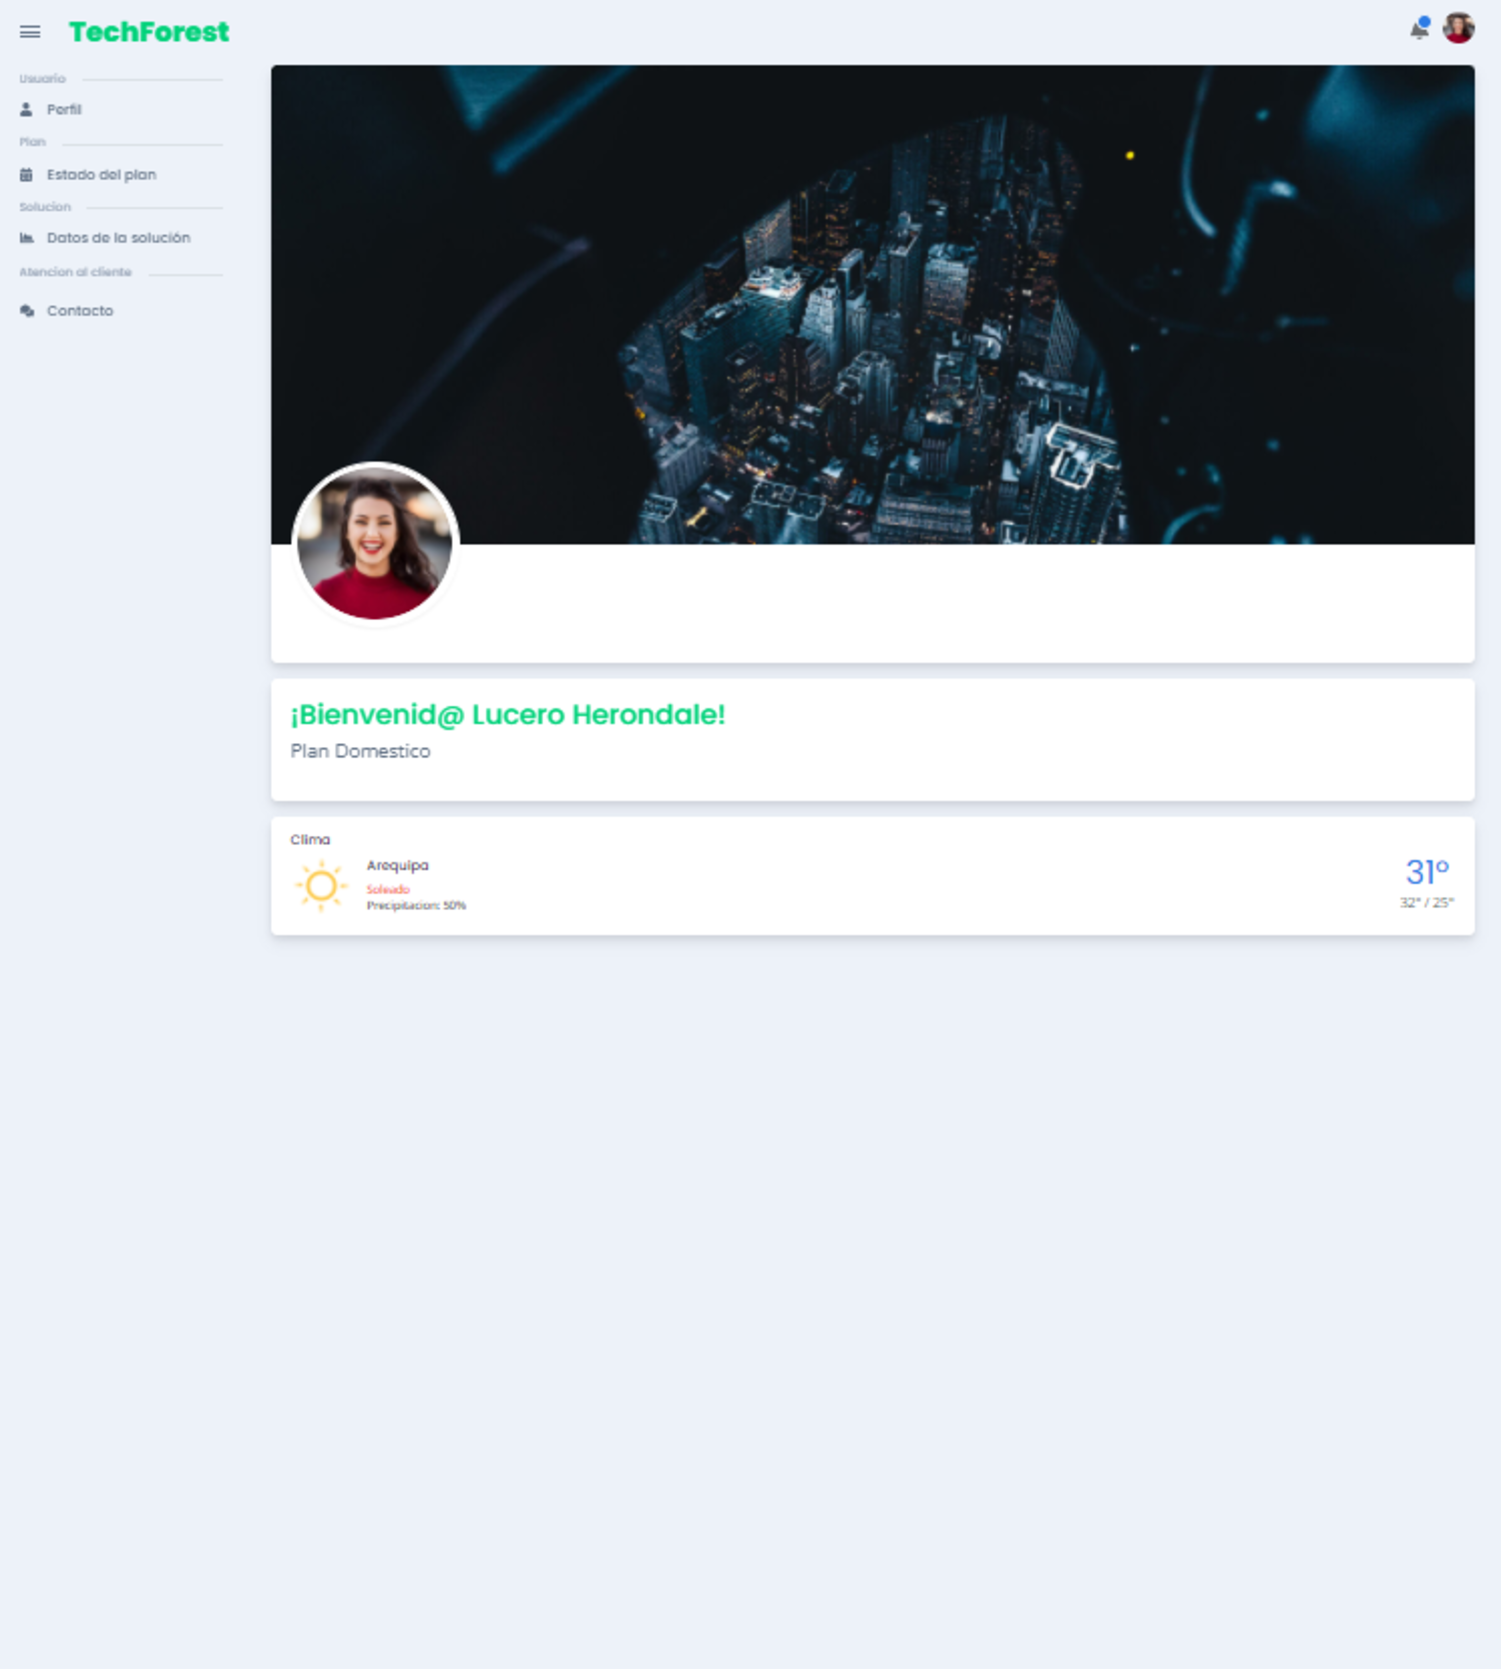 TechForest
Usuario
Perfil
Plan
Estado del plan
Solucion
Datos de la solución
Atencion al cliente
Contacto
¡Bienvenid@ Lucero Herondale!
Plan Domestico
Clima
Arequipa
Soleado
Precipitacion: 50%
31°
32° / 25°